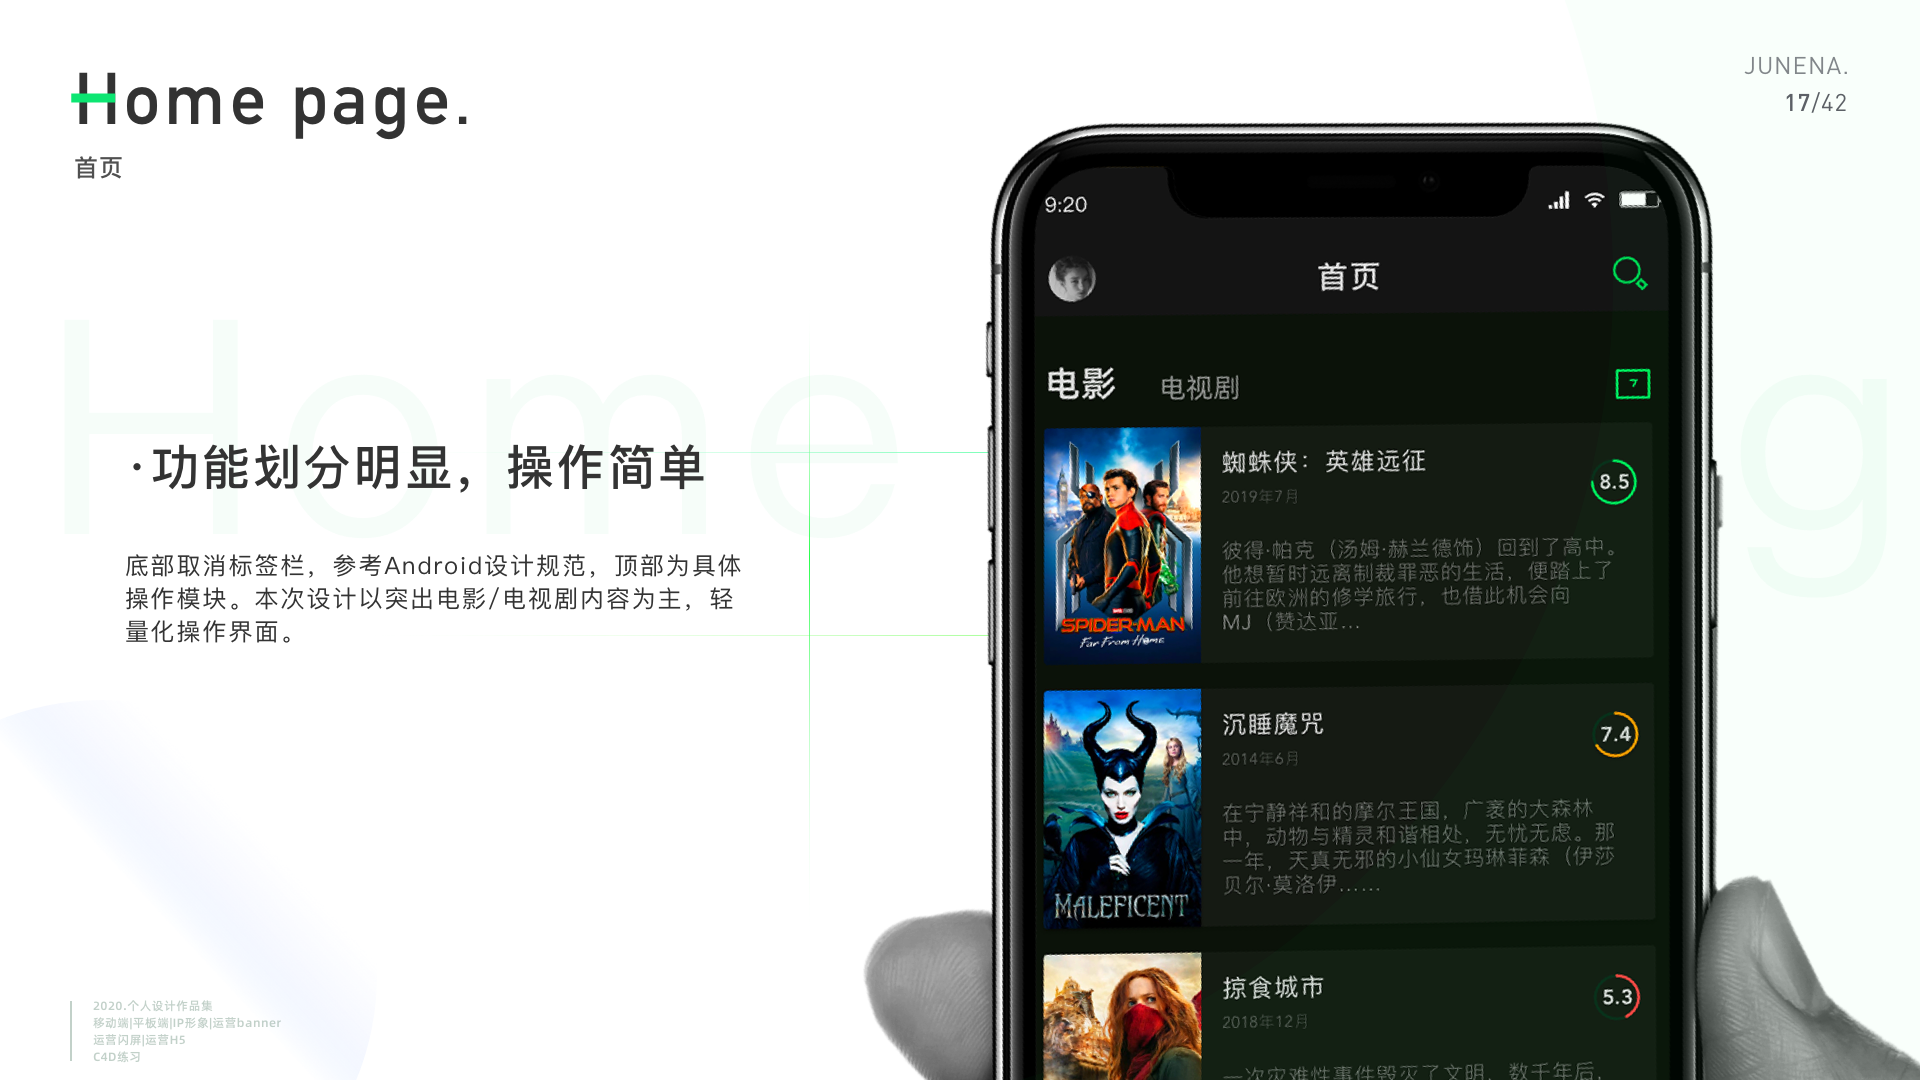 Home page.
首页
JUNENA.
17/42
Home
g
·功能划分明显，操作简单
底部取消标签栏，参考Android设计规范，顶部为具体
操作模块。本次设计以突出电影/电视剧内容为主，轻
量化操作界面。
9:20
首页
电影
电视剧
7
SPIDER-MAN
Far From Home
蜘蛛侠：英雄远征
2019年7月
8.5
彼得·帕克（汤姆·赫兰德饰）回到了高中。
他想暂时远离制裁罪恶的生活，便踏上了
前往欧洲的修学旅行，也借此机会向
MJ（赞达亚...
MALEFICENT
沉睡魔咒
2014年6月
7.4
在宁静祥和的摩尔王国，广袤的大森林
中，动物与精灵和谐相处，无忧无虑。那
一年，天真无邪的小仙女玛琳菲森（伊莎
贝尔·莫洛伊……
掠食城市
2018年12月
5.3
一次灾难性事件毁灭了文明，数千年后，
2020.个人设计作品集
移动端|平板端|IP形象|运营banner
运营闪屏|运营H5
C4D练习